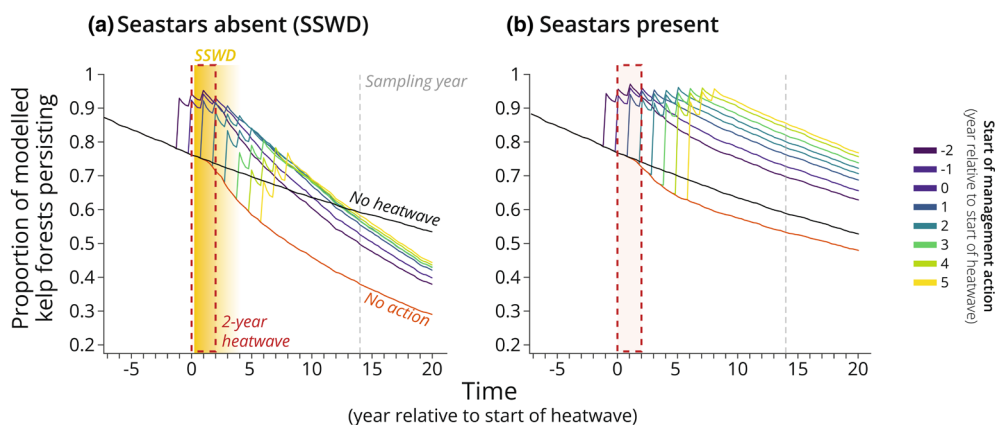 (a) Seastars absent (SSWD)
(b) Seastars present
SSWD
Sampling year
Proportion of modelled
kelp forests persisting
1
0.9
0.8
0.7
0.6
0.5
0.4
0.3
0.2
No heatwave
No action
2-year
heatwave
-5
0
5
10
15
20
1
0.9
0.8
0.7
0.6
0.5
0.4
0.3
0.2
-5
0
5
10
15
20
Time
(year relative to start of heatwave)
-2
-1
0
1
2
3
4
5
Start of management action
(year relative to start of heatwave)